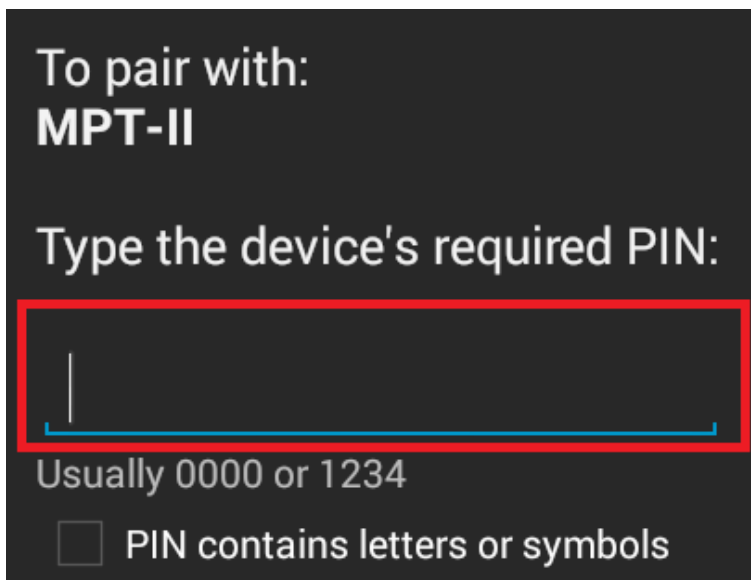 To pair with:
MPT-II
Type the device's required PIN:
Usually 0000 or 1234
PIN contains letters or symbols